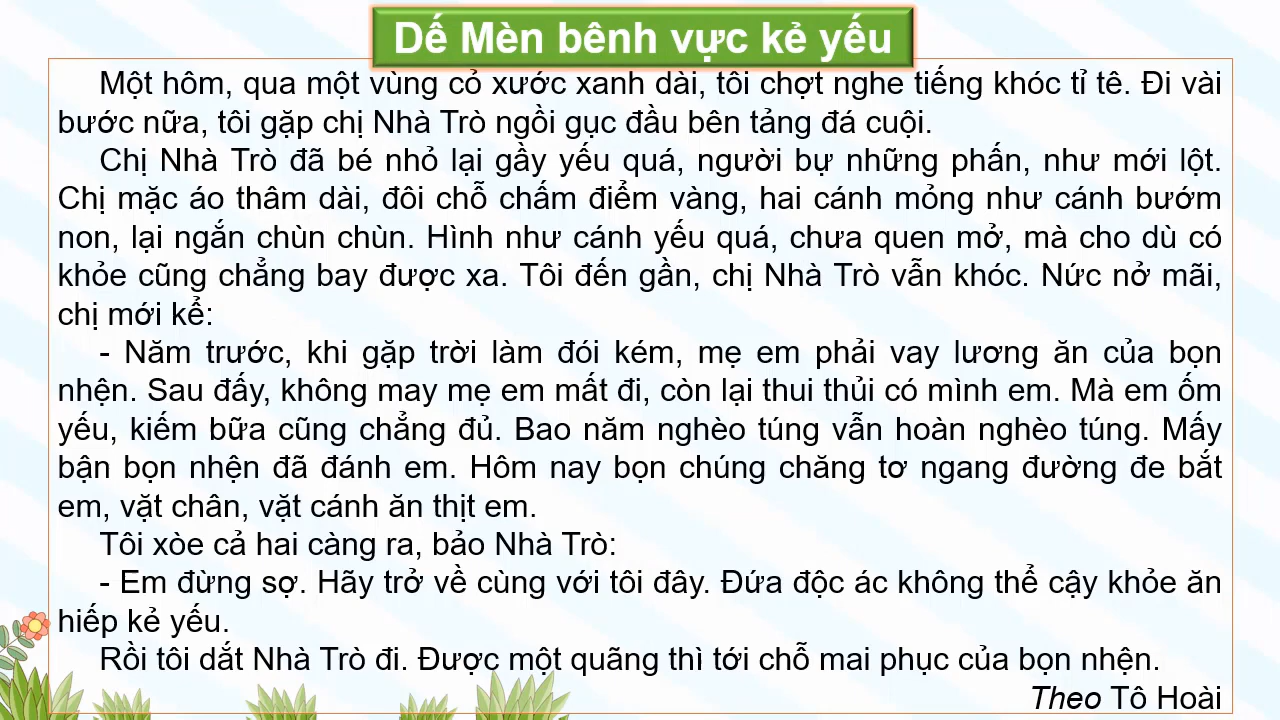 Dế Mèn bênh vực kẻ yếu
Một hôm, qua một vùng cỏ xước xanh dài, tôi chợt nghe tiếng khóc tỉ tê. Đi vài
bước nữa, tôi gặp chị Nhà Trò ngồi gục đầu bên tảng đá cuội.
Chị Nhà Trò đã bé nhỏ lại gầy yếu quá, người bự những phấn, như mới lột.
Chị mặc áo thâm dài, đôi chỗ chấm điểm vàng, hai cánh mỏng như cánh bướm
non, lại ngắn chùn chùn. Hình như cánh yếu quá, chưa quen mở, mà cho dù có
khỏe cũng chẳng bay được xa. Tôi đến gần, chị Nhà Trò vẫn khóc. Nức nở mãi,
chị mới kể:
- Năm trước, khi gặp trời làm đói kém, mẹ em phải vay lương ăn của bọn
nhện. Sau đấy, không may mẹ em mất đi, còn lại thui thủi có mình em. Mà em ốm
yếu, kiếm bữa cũng chẳng đủ. Bao năm nghèo túng vẫn hoàn nghèo túng. Mấy
bận bọn nhện đã đánh em. Hôm nay bọn chúng chăng tơ ngang đường đe bắt
em, vặt chân, vặt cánh ăn thịt em.
Tôi xòe cả hai càng ra, bảo Nhà Trò:
- Em đừng sợ. Hãy trở về cùng với tôi đây. Đứa độc ác không thể cậy khỏe ăn
hiếp kẻ yếu.
Rồi tôi dắt Nhà Trò đi. Được một quãng thì tới chỗ mai phục của bọn nhện.
Theo Tô Hoài